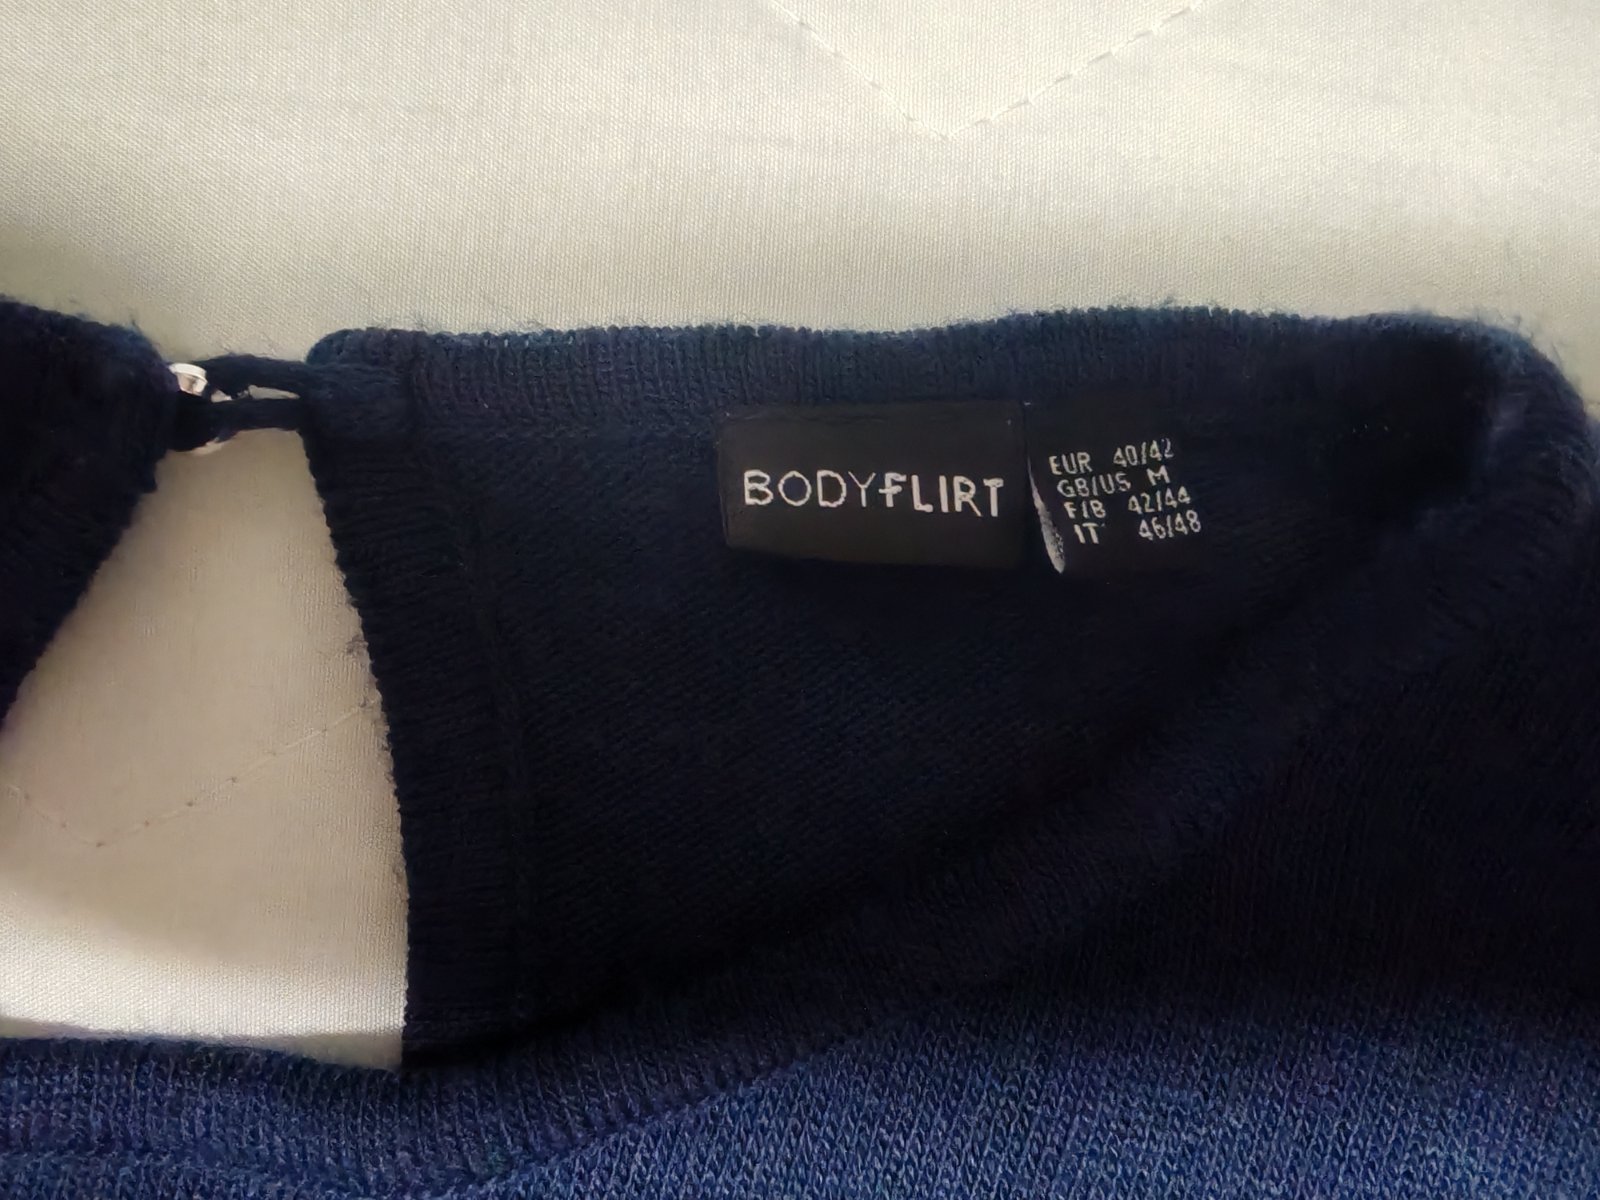 BODYFLIRT
EUR 40/42
GB/US M
F/B 42/44
IT 46/48